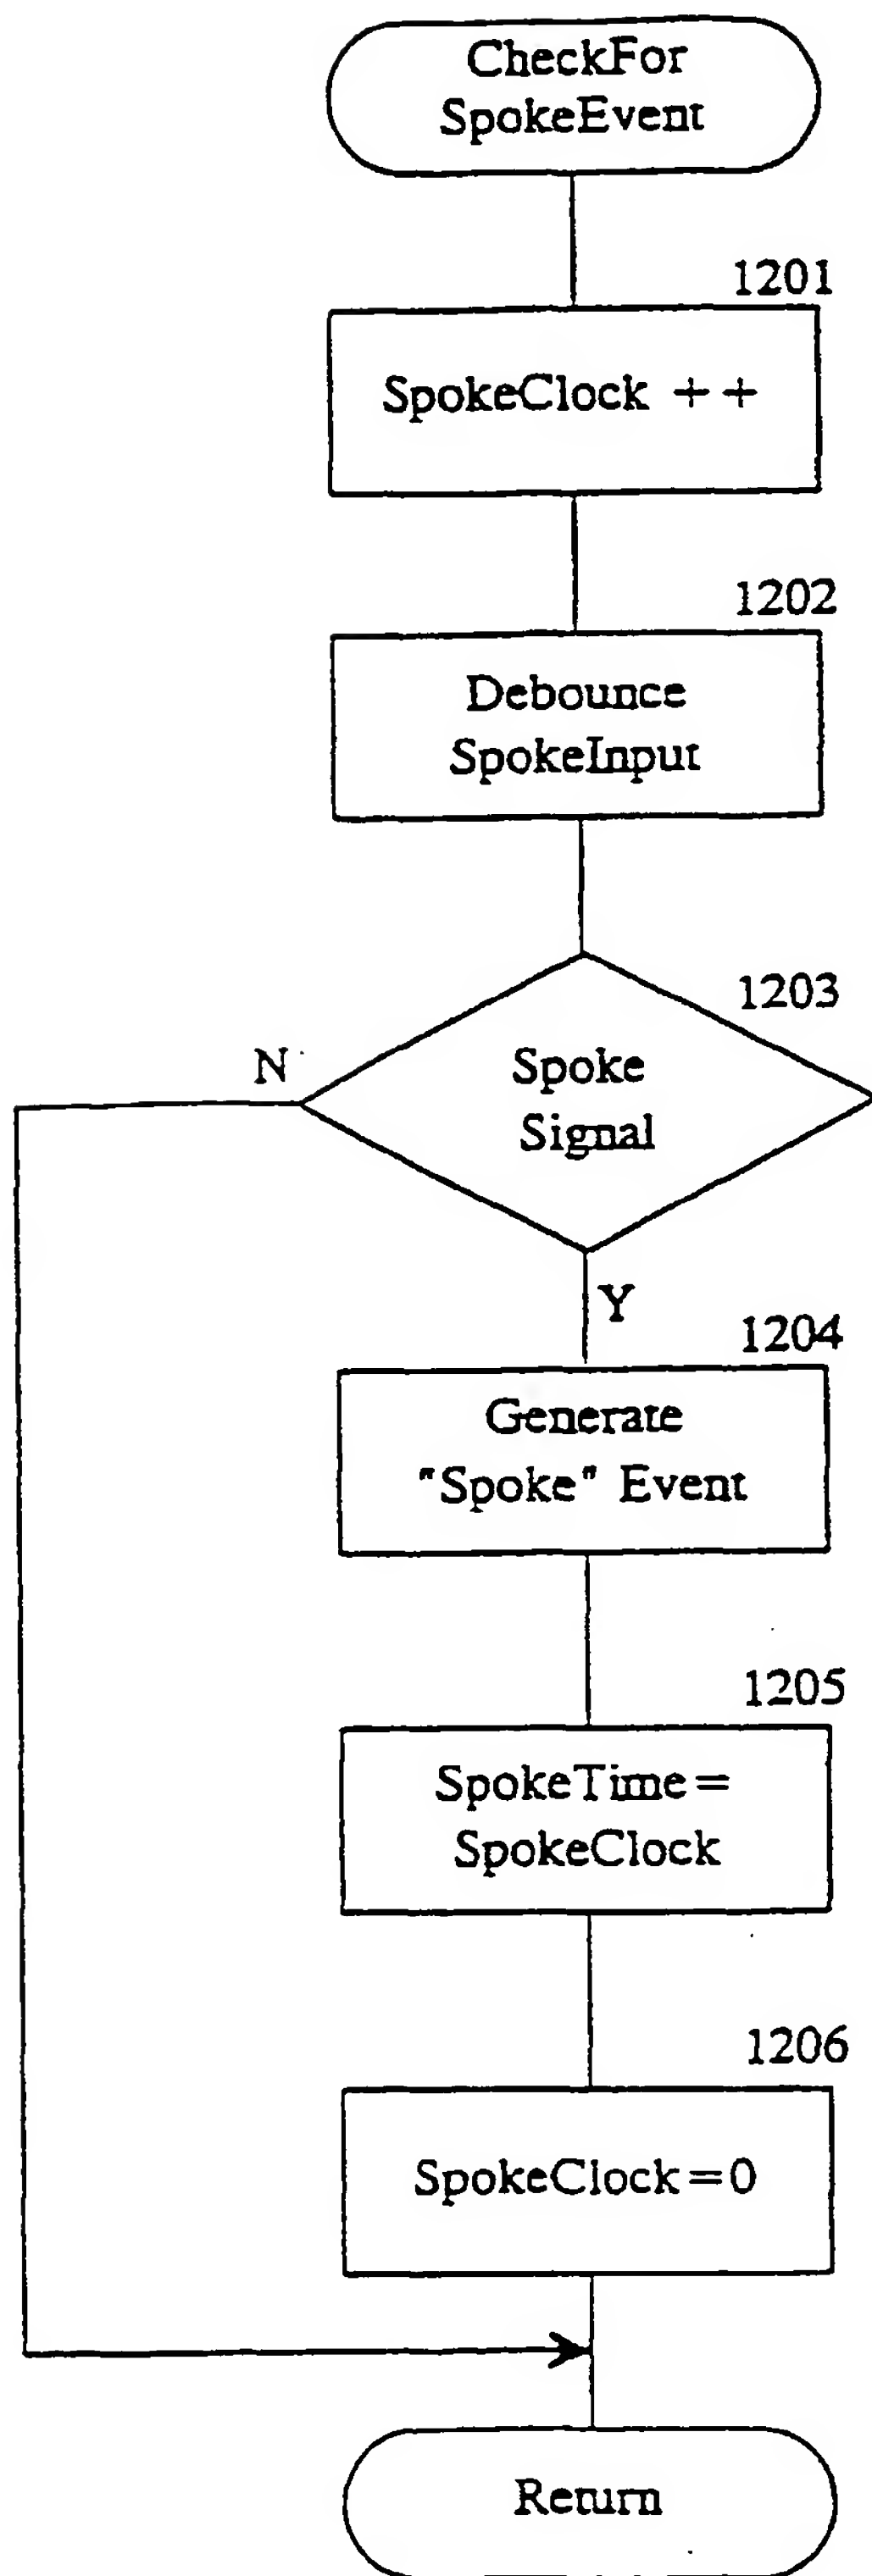 CheckFor
SpokeEvent
1201
SpokeClock ++
1202
Debounce
SpokeInput
1203
N
Spoke
Signal
Y
1204
Generate
"Spoke" Event
1205
SpokeTime=
SpokeClock
1206
SpokeClock=0
Return